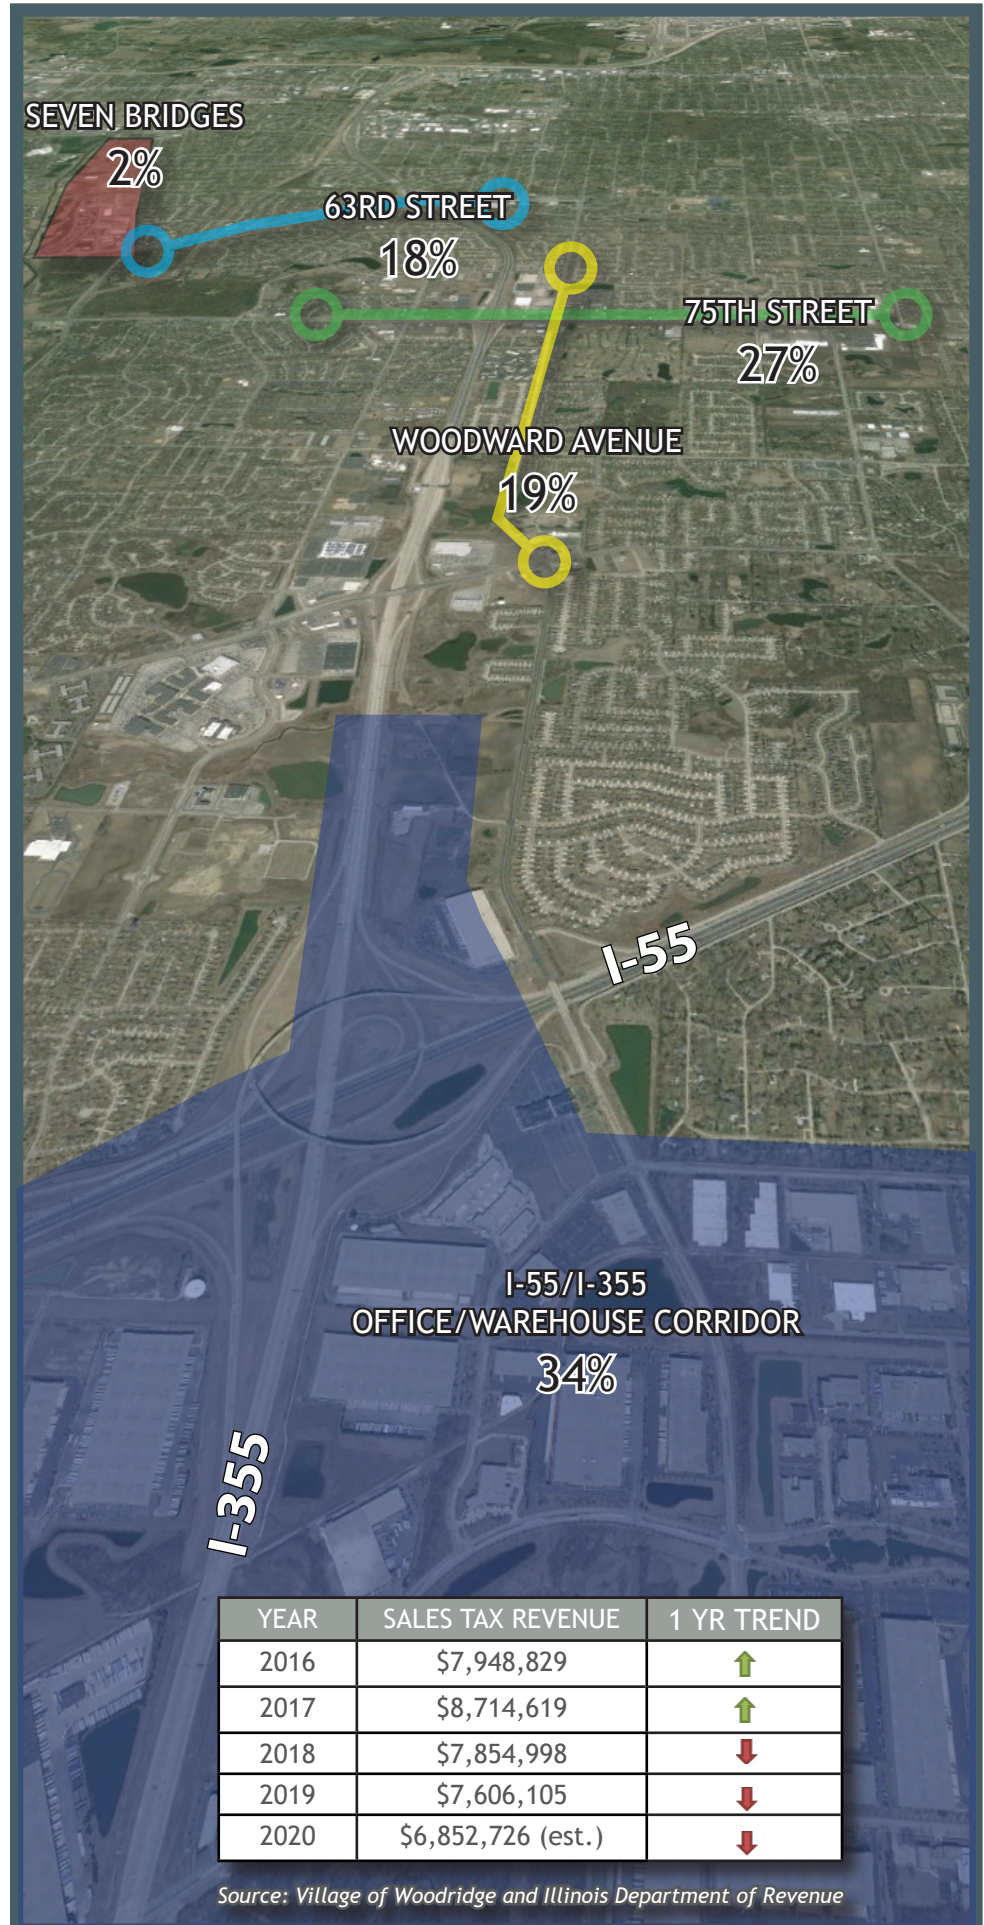 SEVEN BRIDGES
2%
63RD STREET
18%
75TH STREET
27%
WOODWARD AVENUE
19%
I-55
I-55/I-355
OFFICE/WAREHOUSE CORRIDOR
34%
I-355
YEAR SALES TAX REVENUE 1 YR TREND
2016 $7,948,829
2017 $8,714,619
2018 $7,854,998
2019 $7,606,105
2020 $6,852,726 (est.)
Source: Village of Woodridge and Illinois Department of Revenue